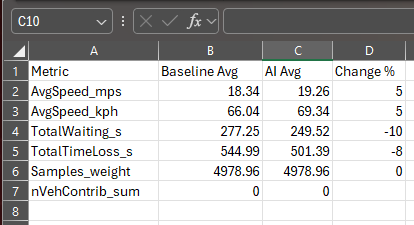 C10 fx
A B C D
1 Metric Baseline Avg AI Avg Change %
2 AvgSpeed_mps 18.34 19.26 5
3 AvgSpeed_kph 66.04 69.34 5
4 TotalWaiting_s 277.25 249.52 -10
5 TotalTimeLoss_s 544.99 501.39 -8
6 Samples_weight 4978.96 4978.96 0
7 nVehContrib_sum 0 0
8